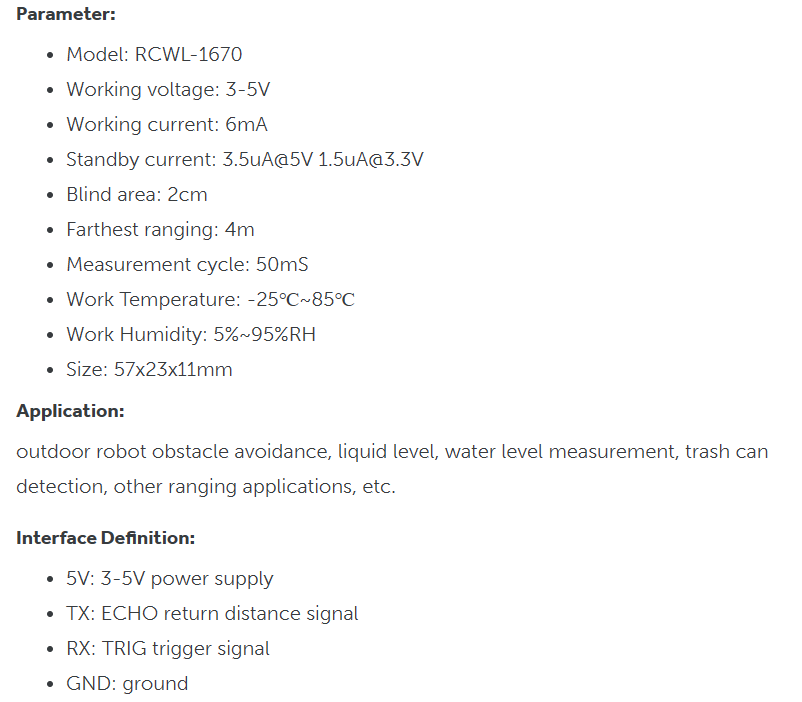 Parameter:
• Model: RCWL-1670
• Working voltage: 3-5V
• Working current: 6mA
• Standby current: 3.5uA@5V 1.5uA@3.3V
• Blind area: 2cm
• Farthest ranging: 4m
• Measurement cycle: 50mS
• Work Temperature: -25℃~85℃
• Work Humidity: 5%~95%RH
• Size: 57x23x11mm
Application:
outdoor robot obstacle avoidance, liquid level, water level measurement, trash can
detection, other ranging applications, etc.
Interface Definition:
• 5V: 3-5V power supply
• TX: ECHO return distance signal
• RX: TRIG trigger signal
• GND: ground